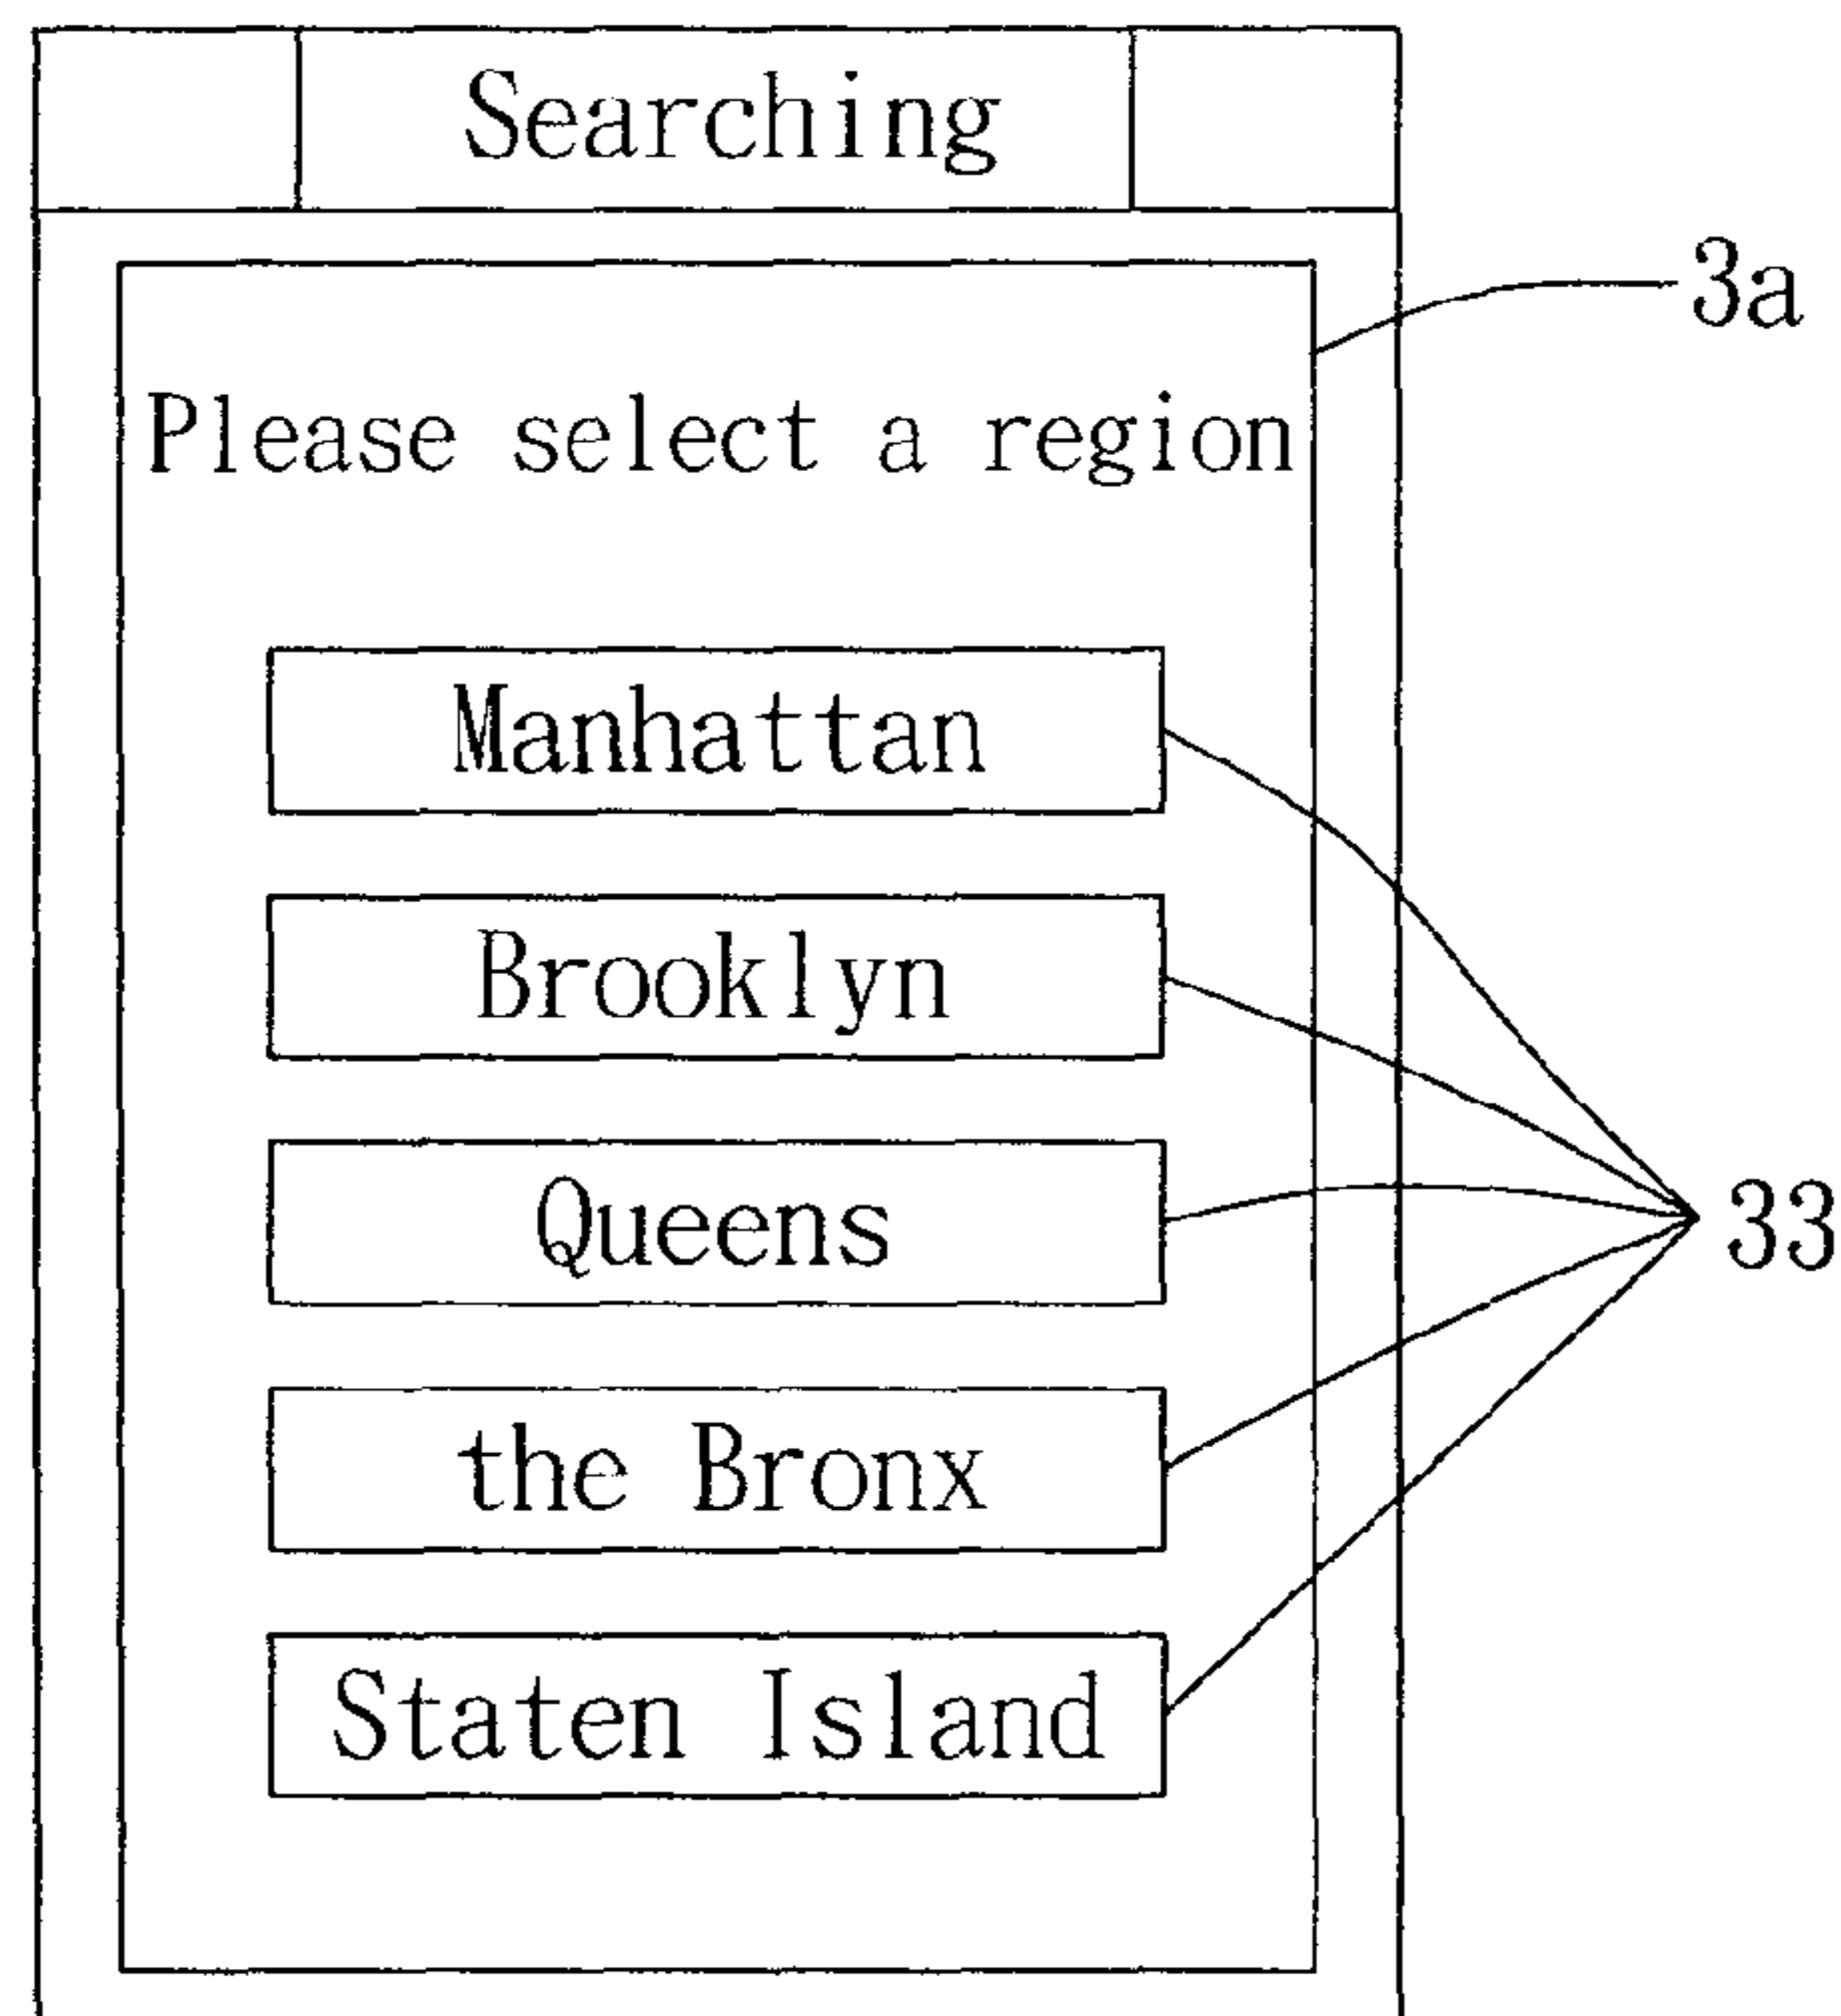 Searching
3a
Please select a region
Manhattan
Brooklyn
Queens
33
the Bronx
Staten Island